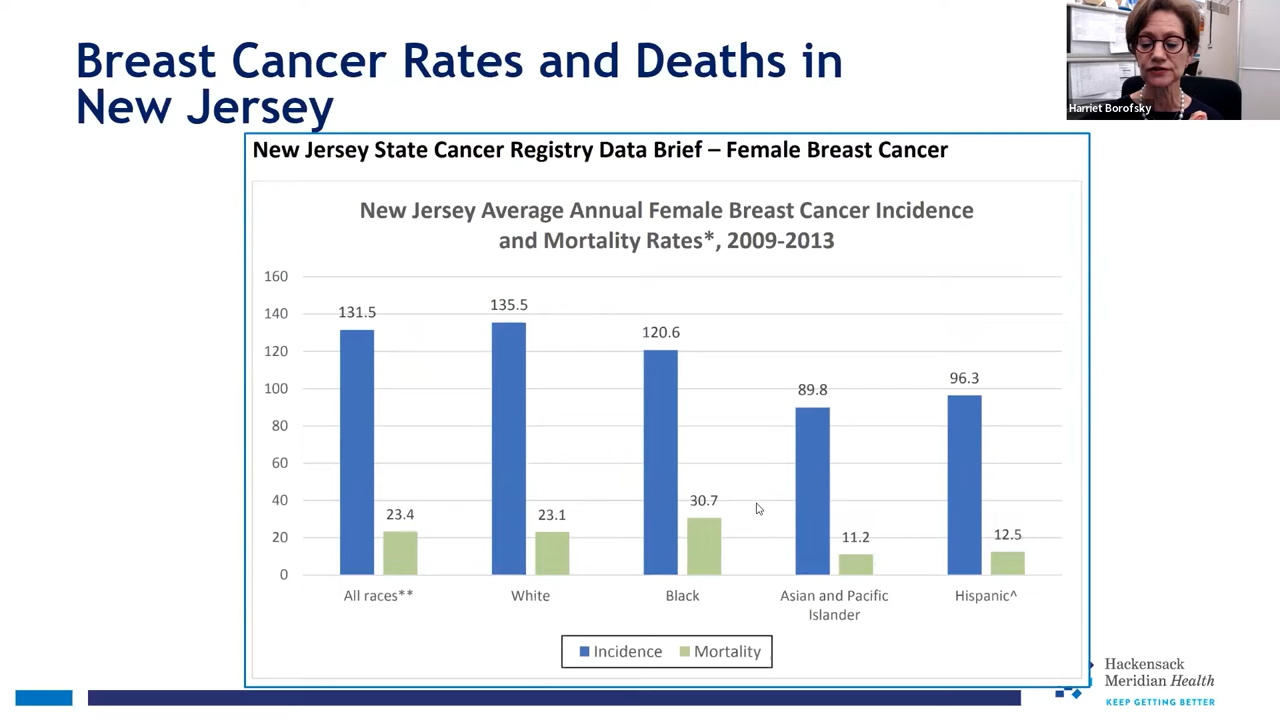 Breast Cancer Rates and Deaths in
New Jersey
Harriet Borofsky
New Jersey State Cancer Registry Data Brief – Female Breast Cancer
New Jersey Average Annual Female Breast Cancer Incidence
and Mortality Rates*, 2009-2013
160
140
120
100
80
60
40
20
0
131.5
23.4
135.5
23.1
120.6
30.7
89.8
11.2
96.3
12.5
All races**
White
Black
Asian and Pacific
Islander
Hispanic^
Incidence
Mortality
Hackensack
Meridian Health
KEEP GETTING BETTER